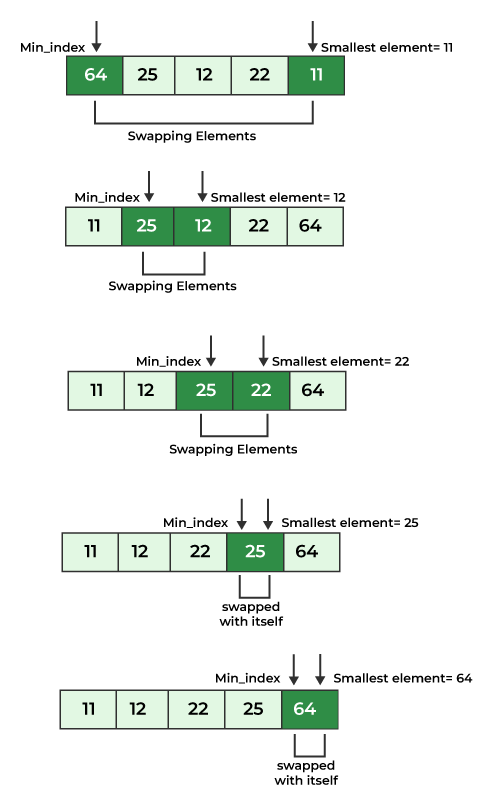 Min_index Smallest element= 11
64 25 12 22 11
Swapping Elements
Min_index Smallest element= 12
11 25 12 22 64
Swapping Elements
Min_index Smallest element= 22
11 12 25 22 64
Swapping Elements
Min_index Smallest element= 25
11 12 22 25 64
swapped
with itself
Min_index Smallest element= 64
11 12 22 25 64
swapped
with itself